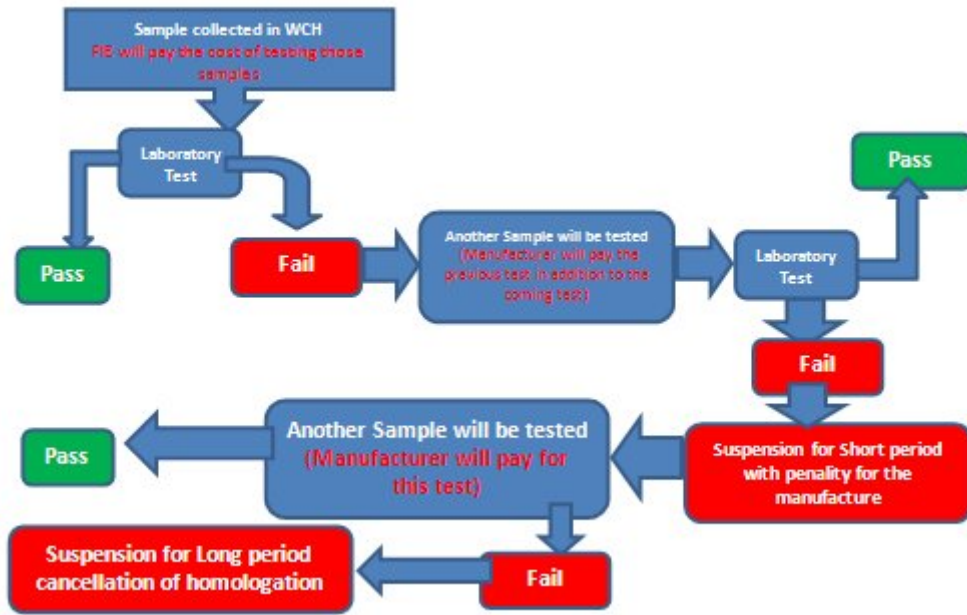 Sample collected in WCH
FIE will pay the cost of testing those
samples
Laboratory
Test
Pass
Fail
Another Sample will be tested
(Manufacturer will pay the
previous test in addition to the
coming test)
Laboratory
Test
Pass
Fail
Suspension for Short period
with penality for the
manufacture
Another Sample will be tested
(Manufacturer will pay for
this test)
Pass
Fail
Suspension for Long period
cancellation of homologation